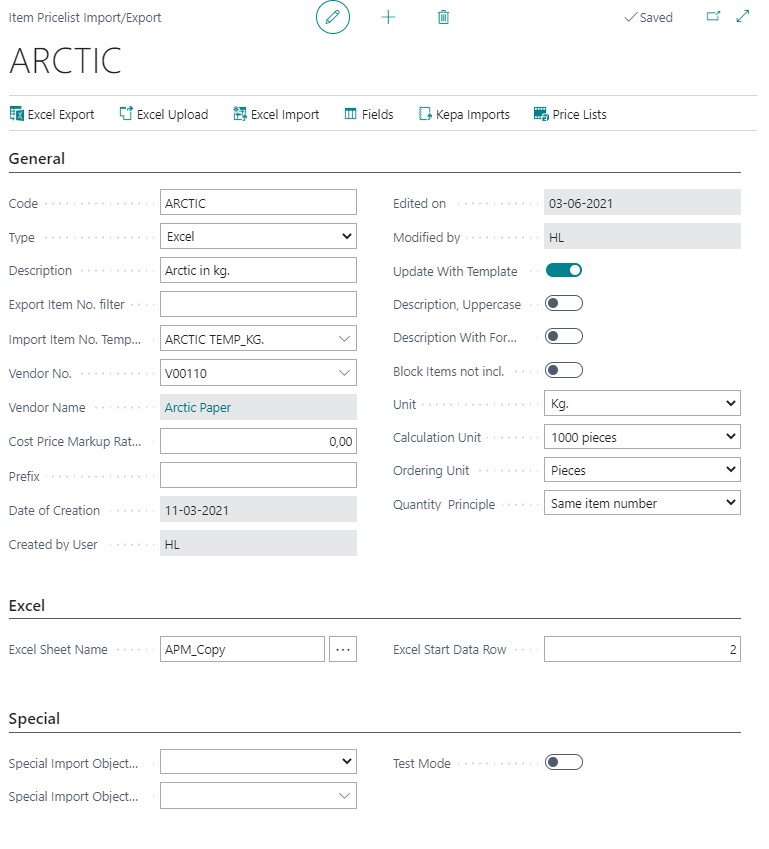 Item Pricelist Import/Export
Saved
ARCTIC
Excel Export Excel Upload Excel Import Fields Kepa Imports Price Lists
General
Code ARCTIC
Type Excel
Description Arctic in kg.
Export Item No. filter
Import Item No. Temp... ARCTIC TEMP_KG.
Vendor No. V00110
Vendor Name Arctic Paper
Cost Price Markup Rat... 0,00
Prefix
Date of Creation 11-03-2021
Created by User HL
Edited on 03-06-2021
Modified by HL
Update With Template
Description, Uppercase
Description With For...
Block Items not incl.
Unit Kg.
Calculation Unit 1000 pieces
Ordering Unit Pieces
Quantity Principle Same item number
Excel
Excel Sheet Name APM_Copy ...
Excel Start Data Row 2
Special
Special Import Object...
Special Import Object...
Test Mode